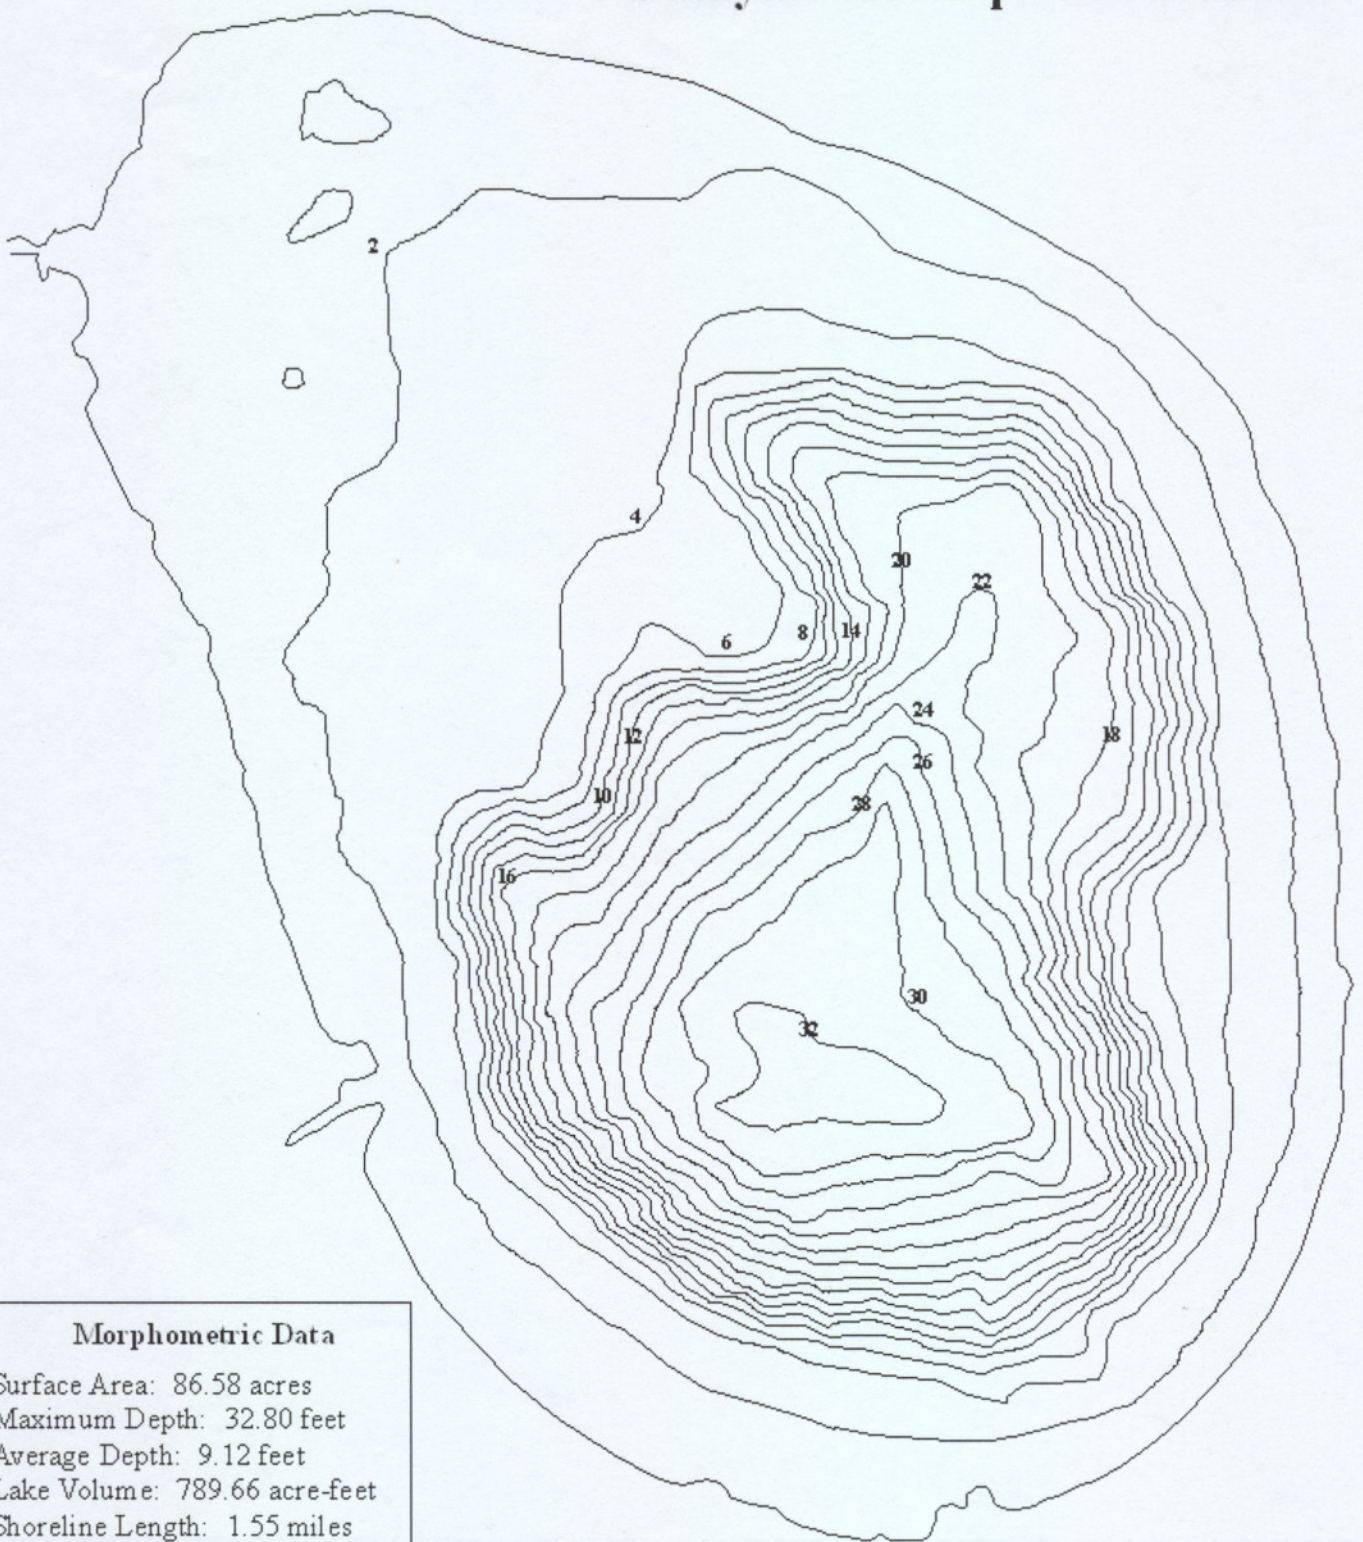 2
4
20
22
6
8
14
24
12
18
26
10
28
16
30
32
Morphometric Data
Surface Area: 86.58 acres
Maximum Depth: 32.80 feet
Average Depth: 9.12 feet
Lake Volume: 789.66 acre-feet
Shoreline Length: 1.55 miles